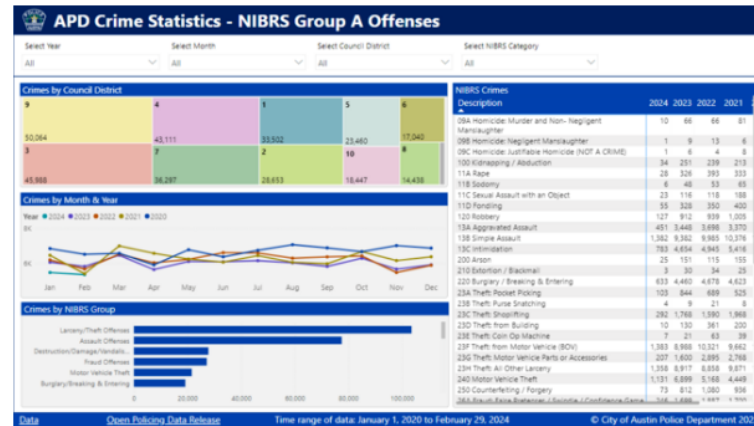 APD Crime Statistics - NIBRS Group A Offenses
Select Year Select Month Select Council District Select NIBRS Category
All All All All
Crimes by Council District
9 4 1 5 6
50,064 43,111 33,502 23,460 17,040
3 7 2 10 8
45,988 36,297 28,653 18,447 14,438
Crimes by Month & Year
Year 2024 2023 2022 2021 2020
9K
6K
Jan Feb Mar Apr May Jun Jul Aug Sep Oct Nov Dec
Crimes by NIBRS Group
Larceny/Theft Offenses
Assault Offenses
Destruction/Damage/Vandalis...
Fraud Offenses
Motor Vehicle Theft
Burglary/Breaking & Entering
0 20,000 40,000 60,000 80,000 100,000
NIBRS Crimes
Description 2024 2023 2022 2021
09A Homicide: Murder and Non- Negligent 10 66 66 81
Manslaughter
09B Homicide: Negligent Manslaughter 1 9 13 6
09C Homicide: Justifiable Homicide (NOT A CRIME) 1 6 4 8
100 Kidnapping / Abduction 34 251 239 213
11A Rape 28 326 393 333
11B Sodomy 6 48 53 65
11C Sexual Assault with an Object 23 116 118 188
11D Fondling 55 328 350 400
120 Robbery 127 912 939 1,005
13A Aggravated Assault 451 3,448 3,698 3,370
13B Simple Assault 1,382 9,382 9,985 10,376
13C Intimidation 783 4,634 4,945 5,416
200 Arson 25 151 115 155
210 Extortion / Blackmail 3 30 34 25
220 Burglary / Breaking & Entering 633 4,460 4,678 4,623
23A Theft: Pocket Picking 103 844 689 525
23B Theft: Purse Snatching 4 9 21 8
23C Theft: Shoplifting 292 1,768 1,590 1,968
23D Theft: from Building 10 130 361 200
23E Theft: Coin Op Machine 7 21 63 39
23F Theft: from Motor Vehicle (BOV) 1,383 8,988 10,321 9,662
23G Theft: Motor Vehicle Parts or Accessories 207 1,600 2,895 2,768
23H Theft: All Other Larceny 1,358 8,917 8,858 9,871
240 Motor Vehicle Theft 1,131 6,899 5,168 4,449
250 Counterfeiting / Forgery 73 812 1,080 936
Data Open Policing Data Release Time range of data: January 1, 2020 to February 29, 2024 © City of Austin Police Department 202